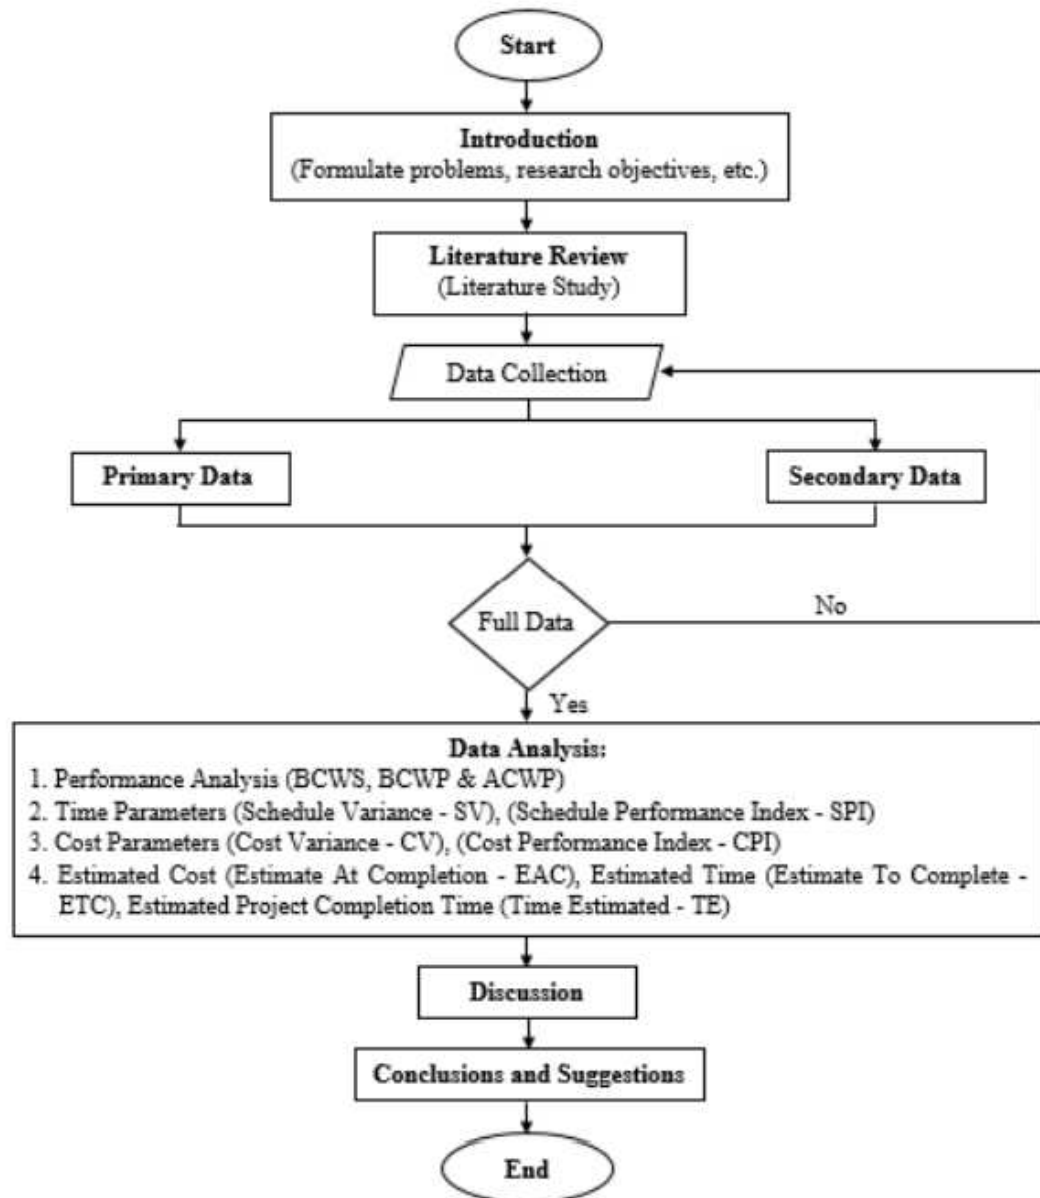 Start
Introduction
(Formulate problems, research objectives, etc.)
Literature Review
(Literature Study)
Data Collection
Primary Data
Secondary Data
Full Data
No
Yes
Data Analysis:
1. Performance Analysis (BCWS, BCWP & ACWP)
2. Time Parameters (Schedule Variance - SV), (Schedule Performance Index - SPI)
3. Cost Parameters (Cost Variance - CV), (Cost Performance Index - CPI)
4. Estimated Cost (Estimate At Completion - EAC), Estimated Time (Estimate To Complete -
ETC), Estimated Project Completion Time (Time Estimated - TE)
Discussion
Conclusions and Suggestions
End